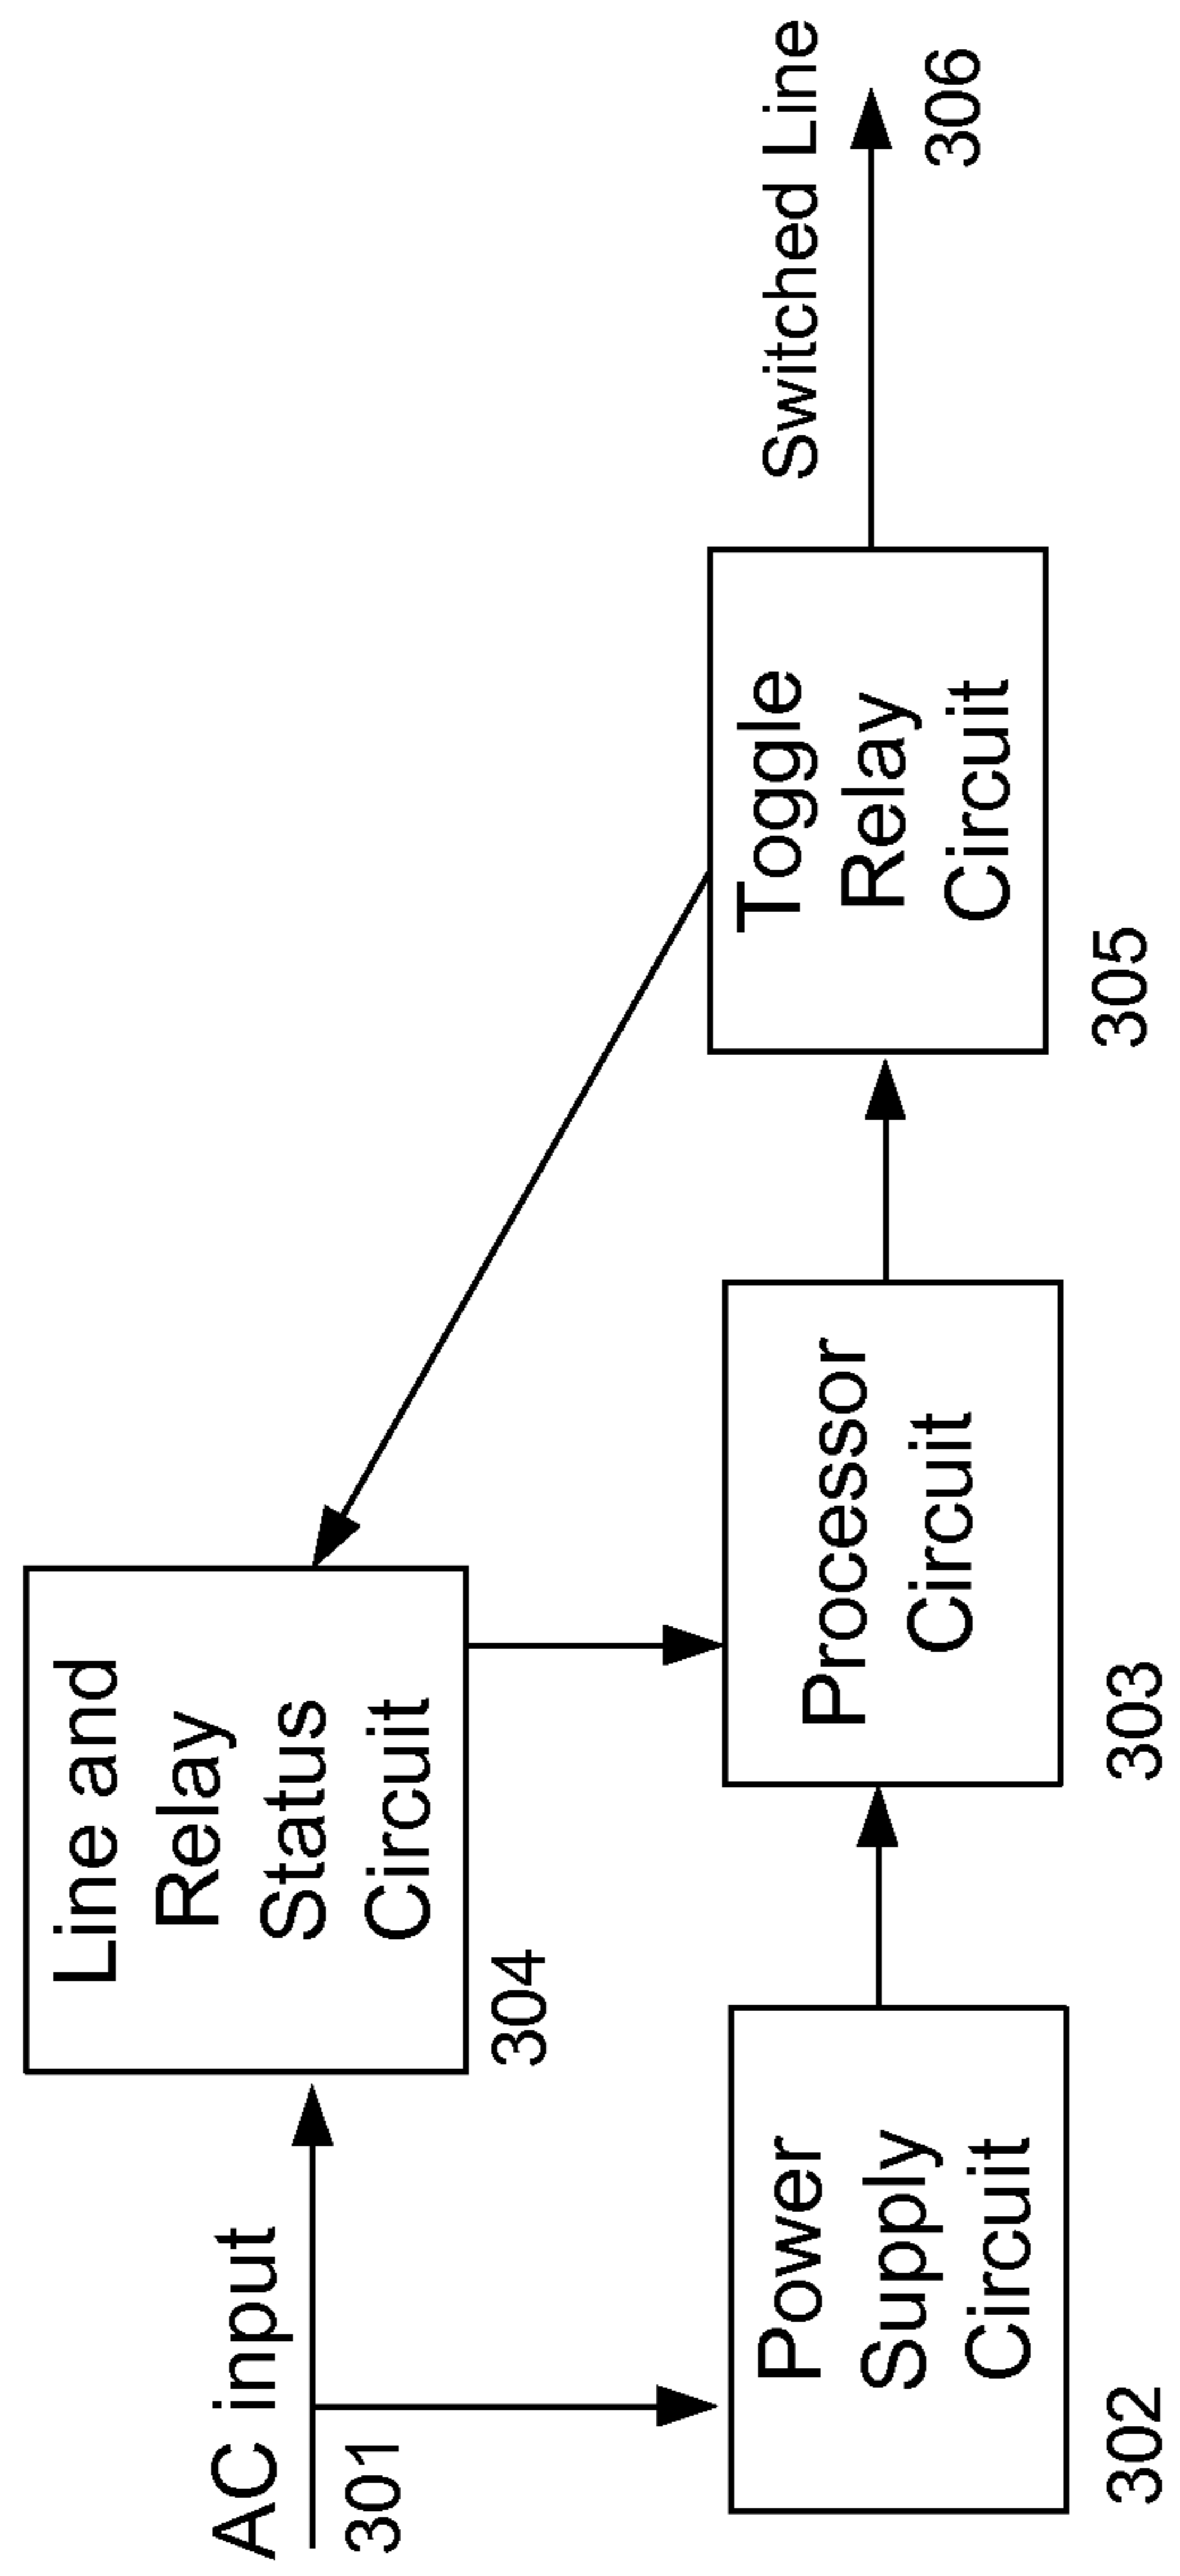 AC input
301
Line and
Relay
Status
Circuit
304
Power
Supply
Circuit
302
Processor
Circuit
303
Toggle
Relay
Circuit
305
Switched Line
306